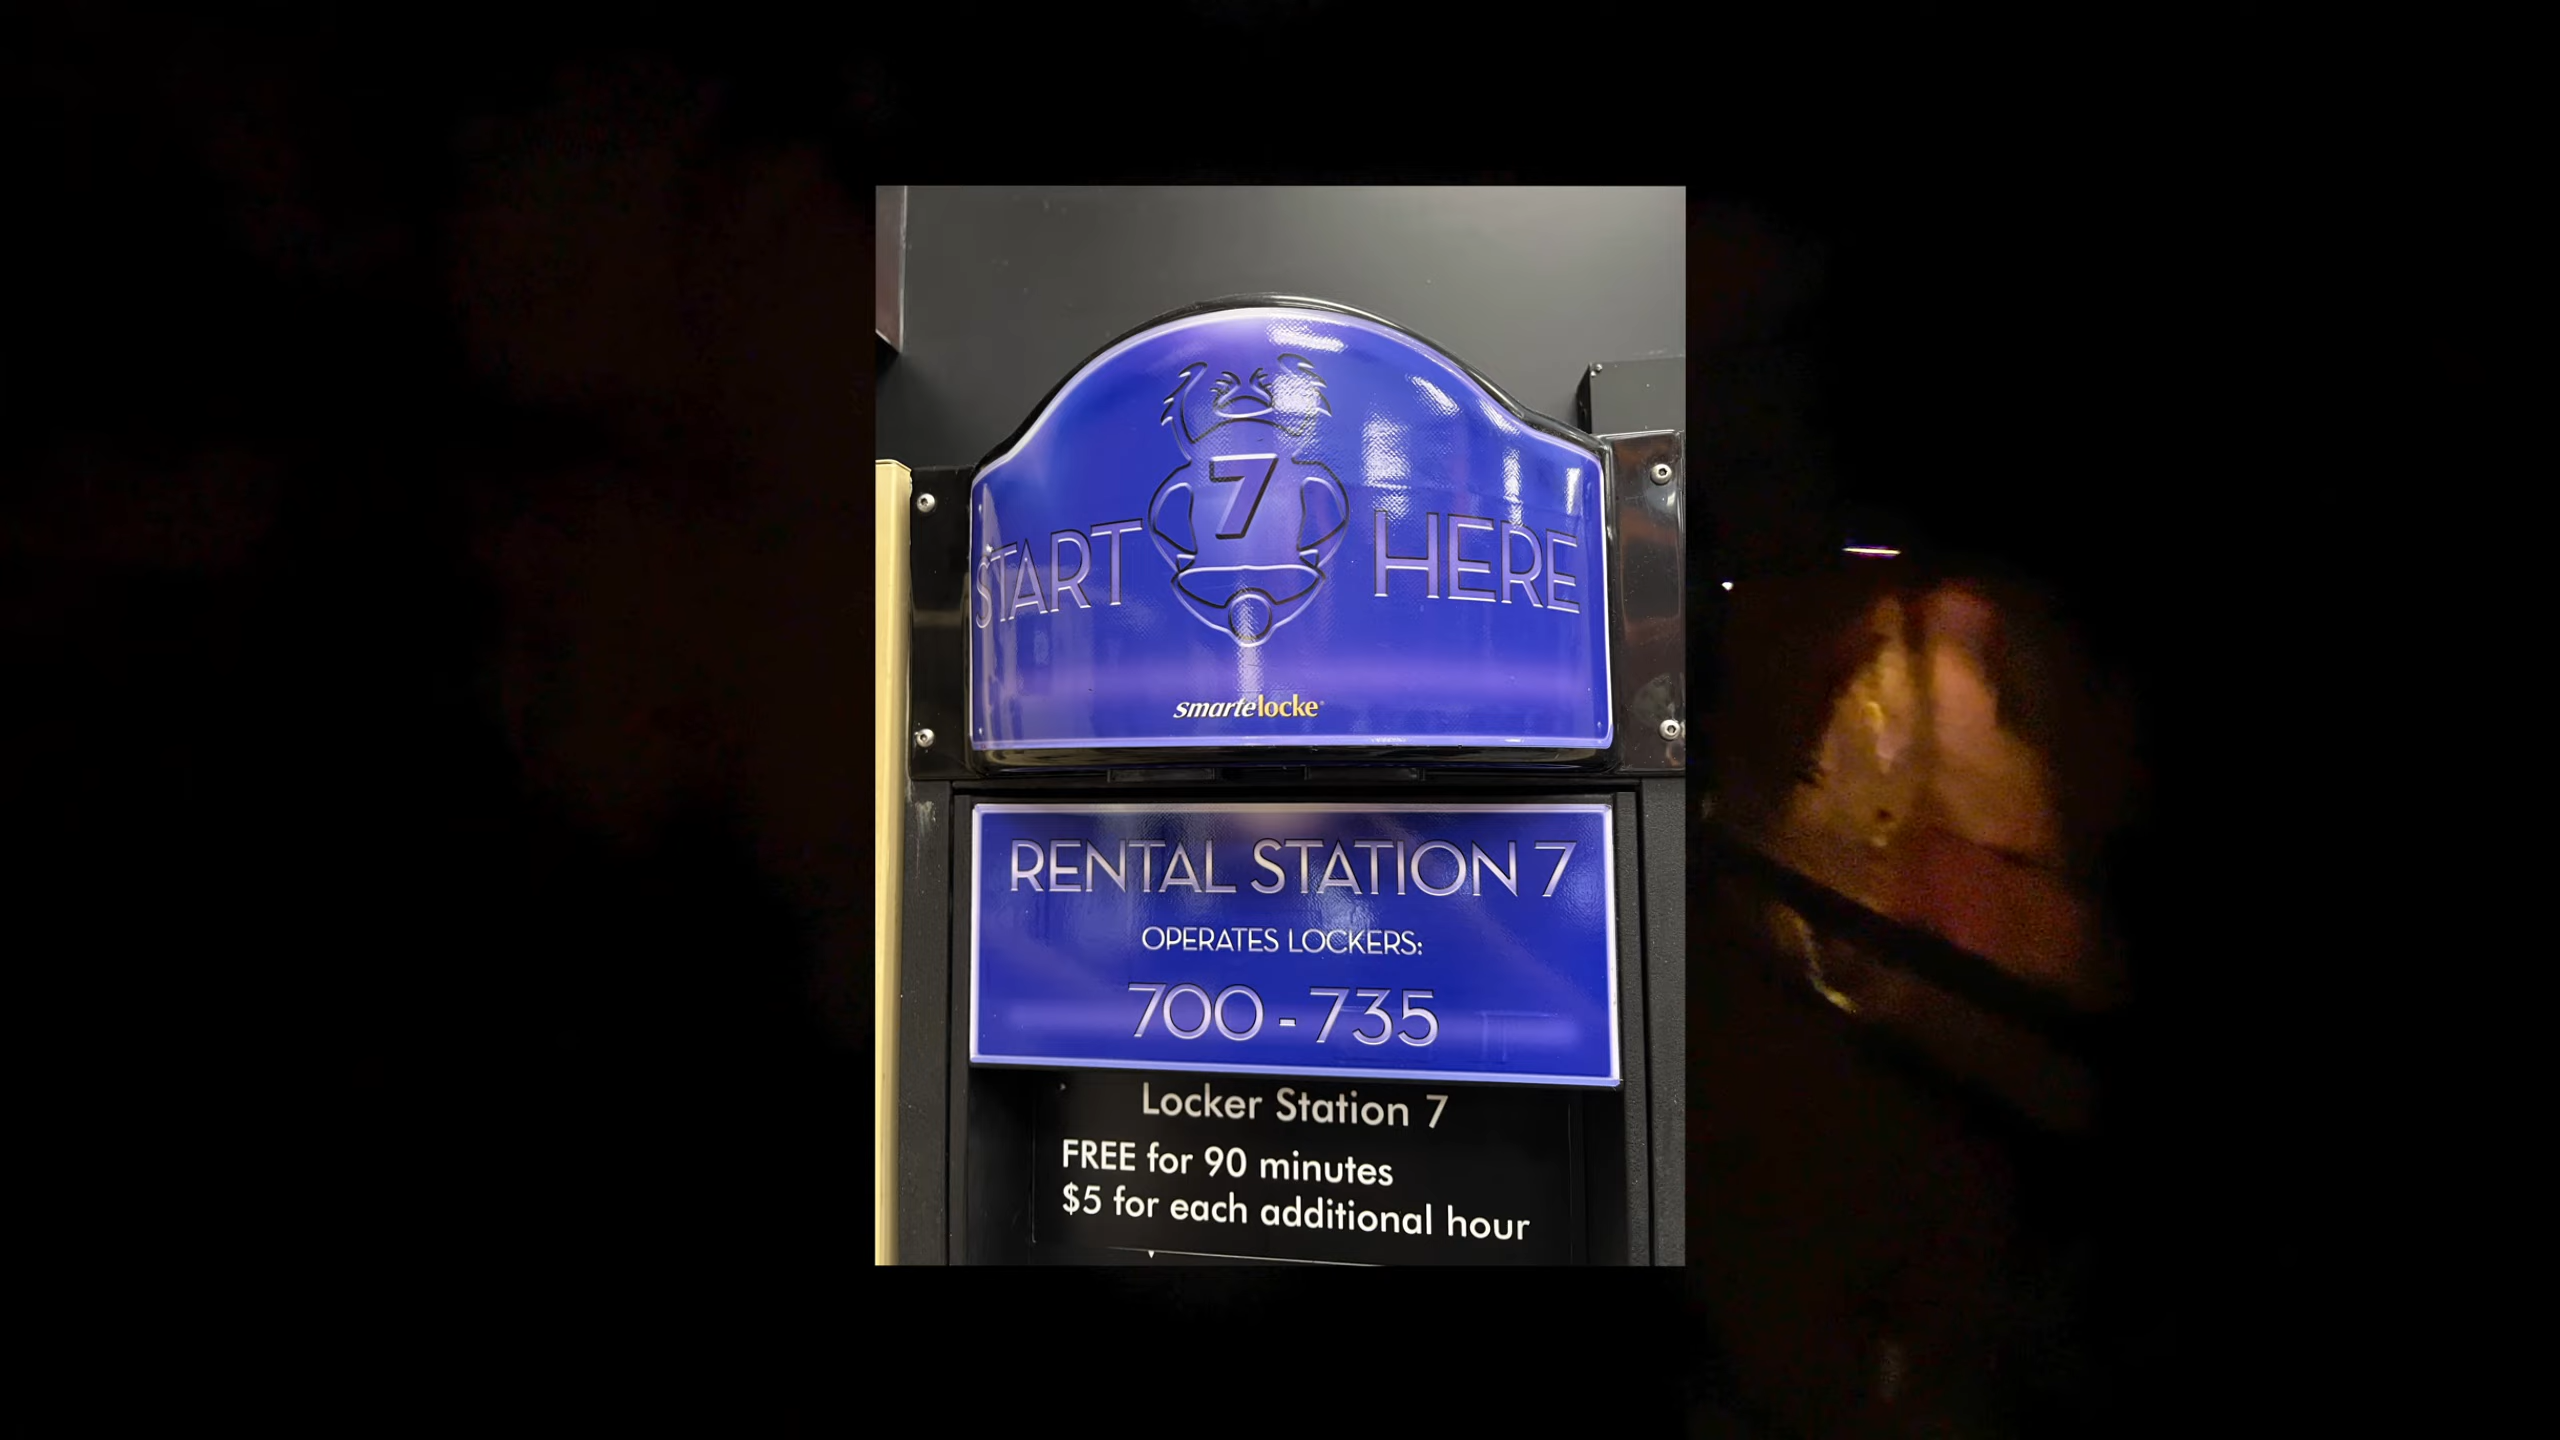 7
START HERE
smartelocke
RENTAL STATION 7
OPERATES LOCKERS:
700 - 735
Locker Station 7
FREE for 90 minutes
$5 for each additional hour